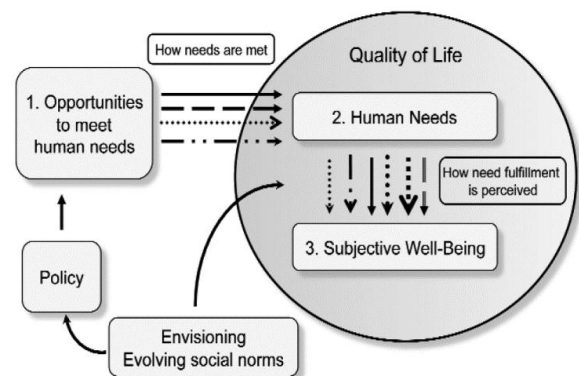 How needs are met
Quality of Life
1. Opportunities
to meet
human needs
2. Human Needs
How need fulfillment
is perceived
3. Subjective Well-Being
Policy
Envisioning
Evolving social norms